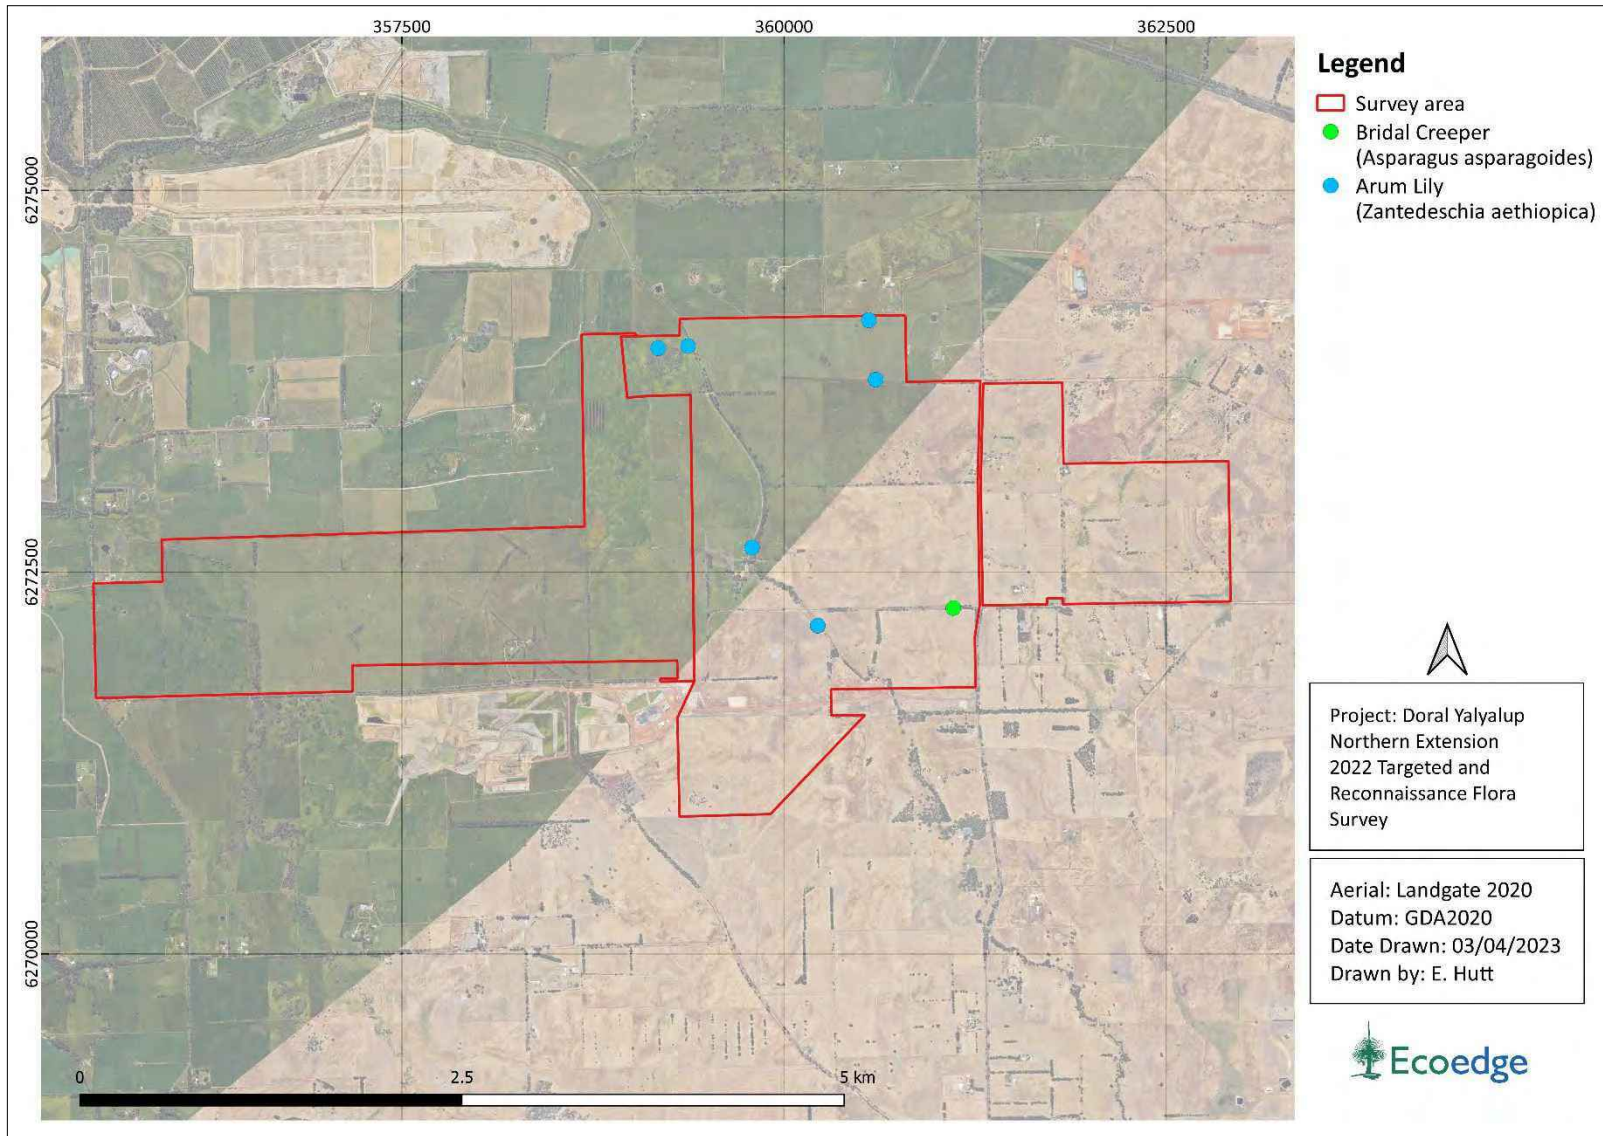 357500
360000
362500
6275000
6272500
6270000
Legend
Survey area
Bridal Creeper
(Asparagus asparagoides)
Arum Lily
(Zantedeschia aethiopica)
Project: Doral Yalyalup
Northern Extension
2022 Targeted and
Reconnaissance Flora
Survey
Aerial: Landgate 2020
Datum: GDA2020
Date Drawn: 03/04/2023
Drawn by: E. Hutt
Ecoedge
0
2.5
5 km